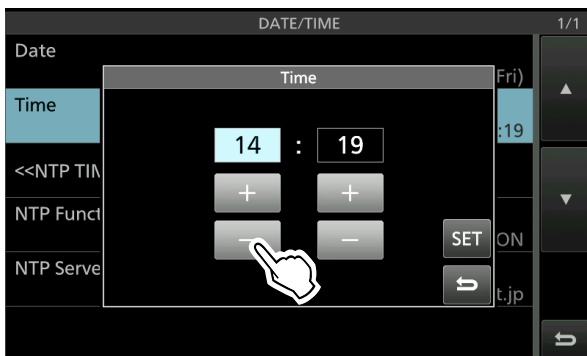 DATE/TIME 1/1
Date
Fri)
Time
Time
:19
14 : 19
+ +
− −
<<NTP TIM
NTP Funct
SET ON
NTP Serve
t.jp